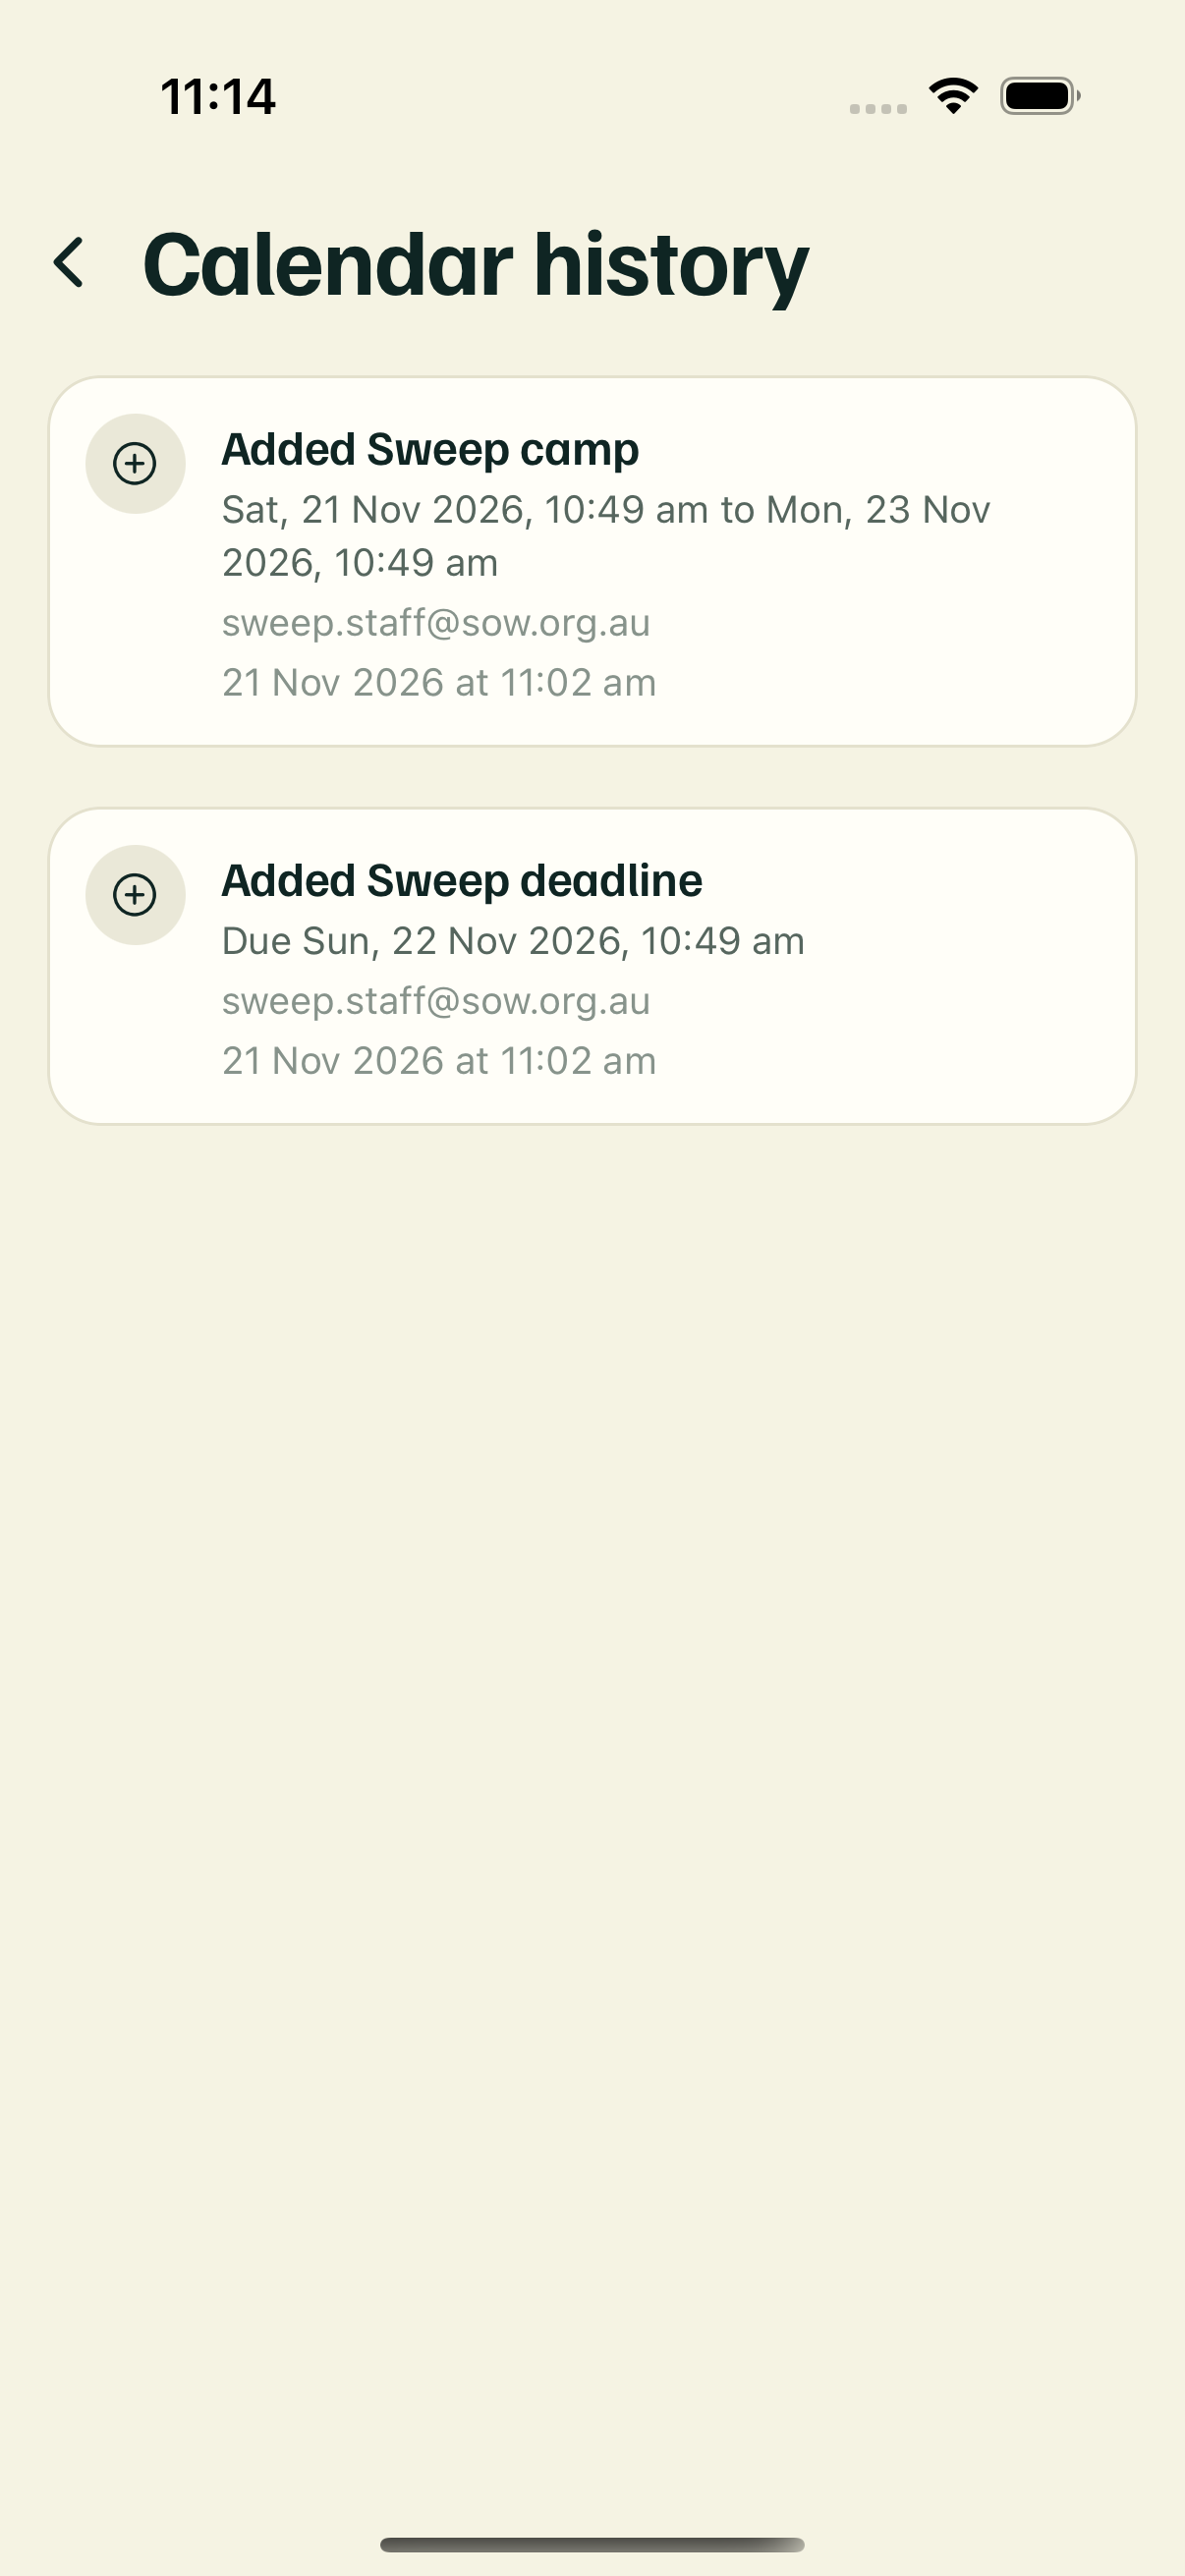 11:14
Calendar history
Added Sweep camp
Sat, 21 Nov 2026, 10:49 am to Mon, 23 Nov
2026, 10:49 am
sweep.staff@sow.org.au
21 Nov 2026 at 11:02 am
Added Sweep deadline
Due Sun, 22 Nov 2026, 10:49 am
sweep.staff@sow.org.au
21 Nov 2026 at 11:02 am